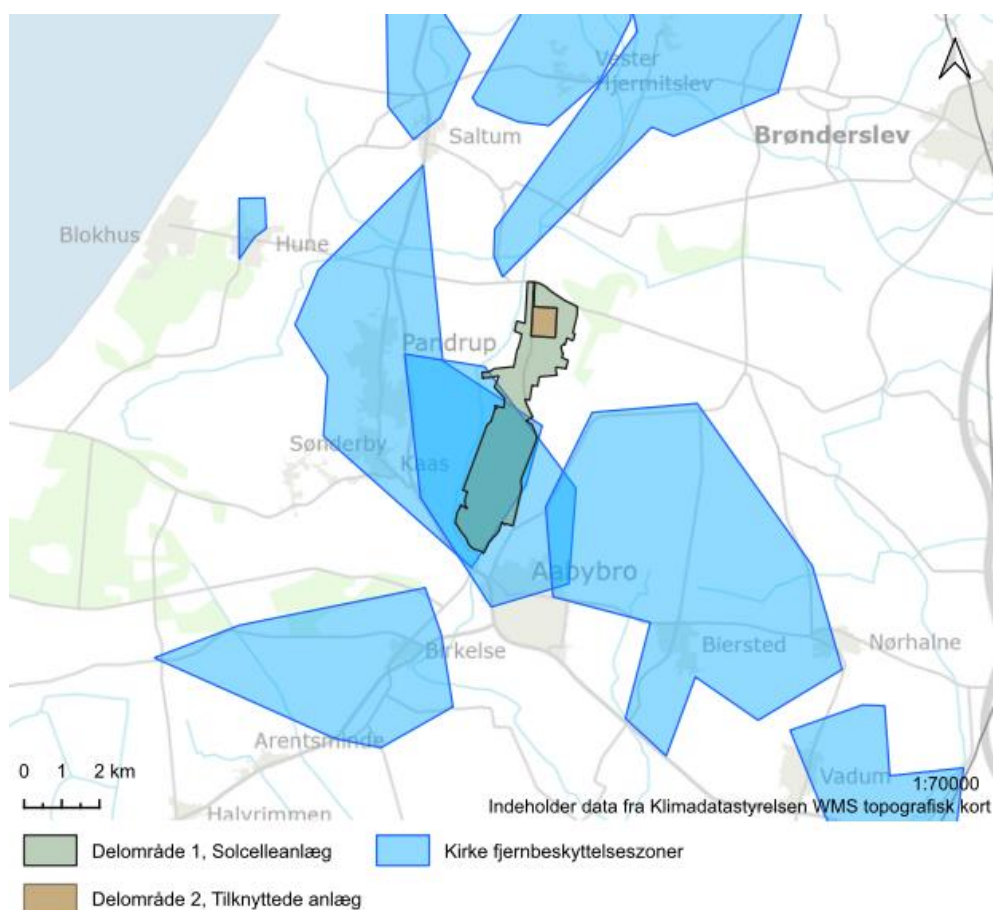 Vester
Hjermitslev
Saltum
Brønderslev
Blokhus
Hune
Pandrup
Sønderby
Kaas
Aabybro
Birkelse
Biersted
Nørhalne
Arentsminde
Vadum
Halvrimmen
0 1 2 km
1:70000
Indeholder data fra Klimadatastyrelsen WMS topografisk kort
Delområde 1, Solcelleanlæg
Kirke fjernbeskyttelseszoner
Delområde 2, Tilknyttede anlæg